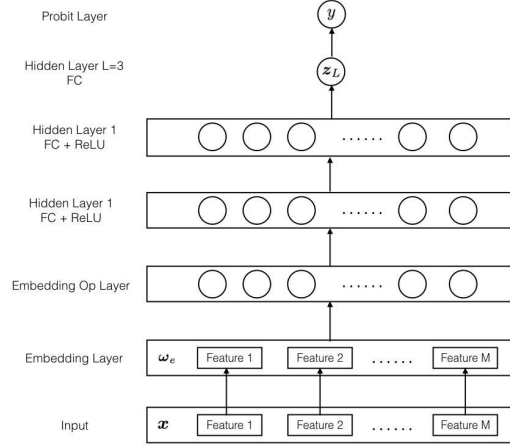 Probit Layer
y
Hidden Layer L=3
FC
z_L
Hidden Layer 1
FC + ReLU
......
Hidden Layer 1
FC + ReLU
......
Embedding Op Layer
......
Embedding Layer
ω_e
Feature 1
Feature 2
......
Feature M
Input
x
Feature 1
Feature 2
......
Feature M